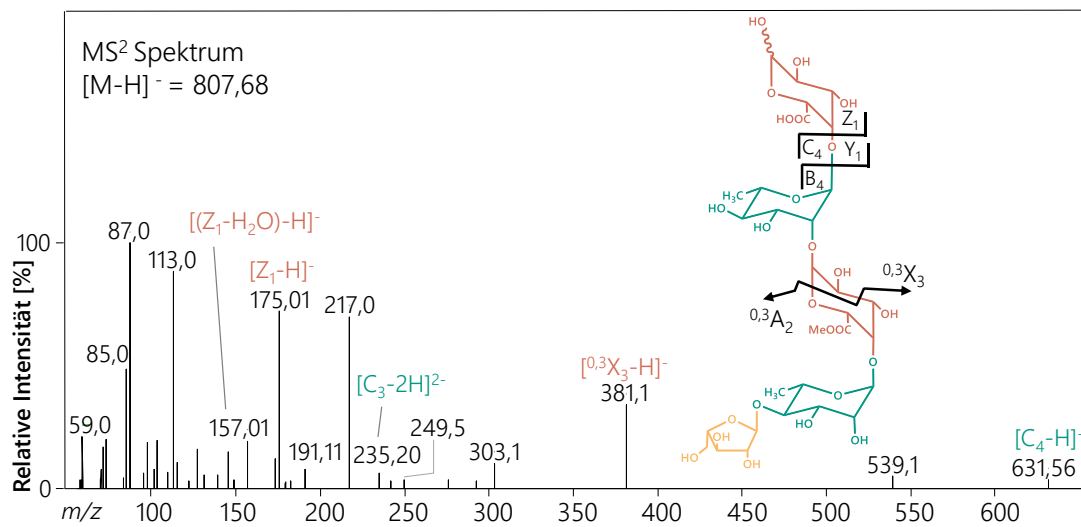 MS² Spektrum
[M-H] ⁻ = 807,68
Relative Intensität [%]
100
0
m/z
100
150
200
250
300
350
400
450
500
550
600
59,0
85,0
87,0
113,0
[(Z₁-H₂O)-H]⁻
157,01
[Z₁-H]⁻
175,01
191,11
217,0
[C₃-2H]²⁻
235,20
249,5
303,1
[⁰,³X₃-H]⁻
381,1
539,1
[C₄-H]⁻
631,56
HO
OH
O
OH
HOOC
Z₁
C₄
O
Y₁
B₄
H₃C
O
HO
HO
O
OH
⁰,³X₃
O
⁰,³A₂
OH
MeOOC
O
H₃C
O
O
HO
OH
O
HO
HO
OH